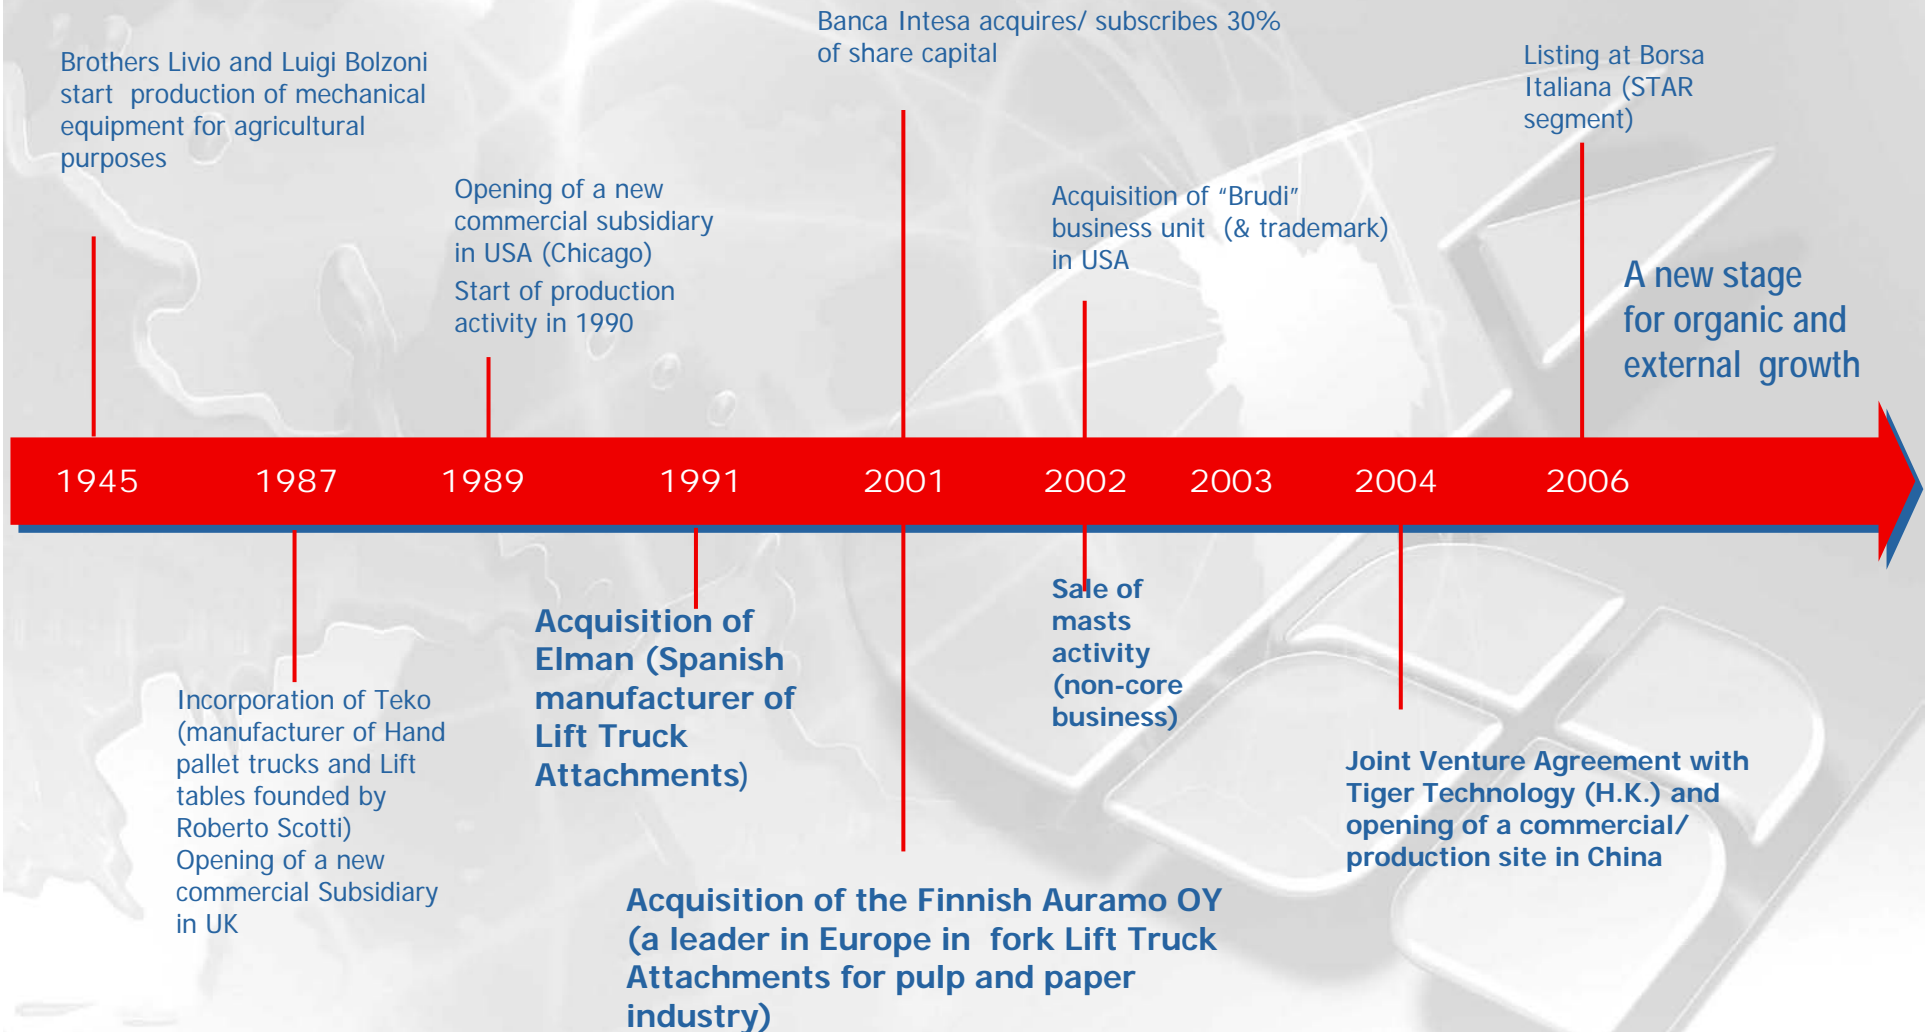 Banca Intesa acquires/ subscribes 30%
of share capital
Brothers Livio and Luigi Bolzoni
start production of mechanical
equipment for agricultural
purposes
Listing at Borsa
Italiana (STAR
segment)
Opening of a new
commercial subsidiary
in USA (Chicago)
Start of production
activity in 1990
Acquisition of “Brudi”
business unit (& trademark)
in USA
A new stage
for organic and
external growth
1945 1987 1989 1991 2001 2002 2003 2004 2006
Incorporation of Teko
(manufacturer of Hand
pallet trucks and Lift
tables founded by
Roberto Scotti)
Opening of a new
commercial Subsidiary
in UK
Acquisition of
Elman (Spanish
manufacturer of
Lift Truck
Attachments)
Acquisition of the Finnish Auramo OY
(a leader in Europe in fork Lift Truck
Attachments for pulp and paper
industry)
Sale of
masts
activity
(non-core
business)
Joint Venture Agreement with
Tiger Technology (H.K.) and
opening of a commercial/
production site in China